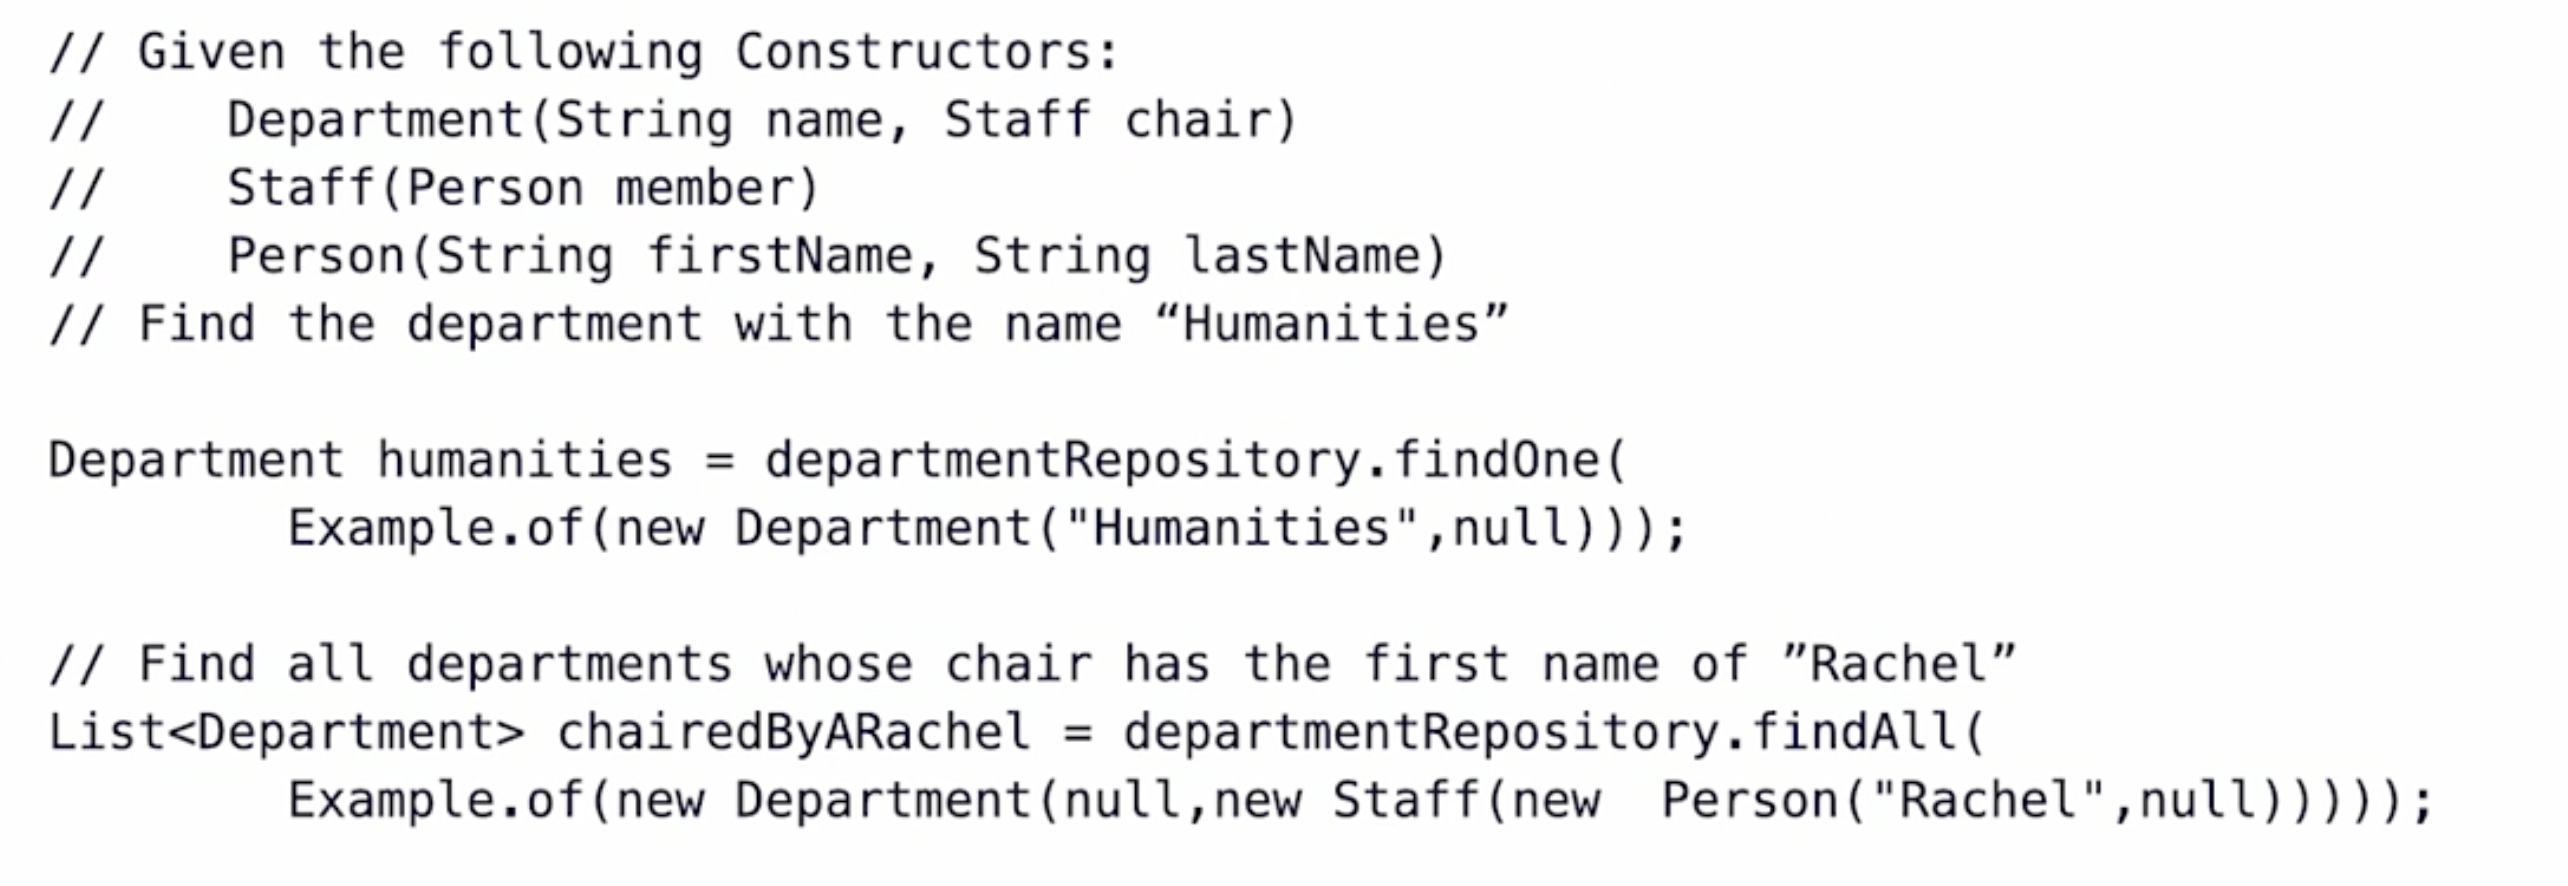 // Given the following Constructors:
//    Department(String name, Staff chair)
//    Staff(Person member)
//    Person(String firstName, String lastName)
// Find the department with the name “Humanities”
Department humanities = departmentRepository.findOne(
        Example.of(new Department("Humanities",null)));
// Find all departments whose chair has the first name of ”Rachel”
List<Department> chairedByARachel = departmentRepository.findAll(
        Example.of(new Department(null,new Staff(new  Person("Rachel",null)))));